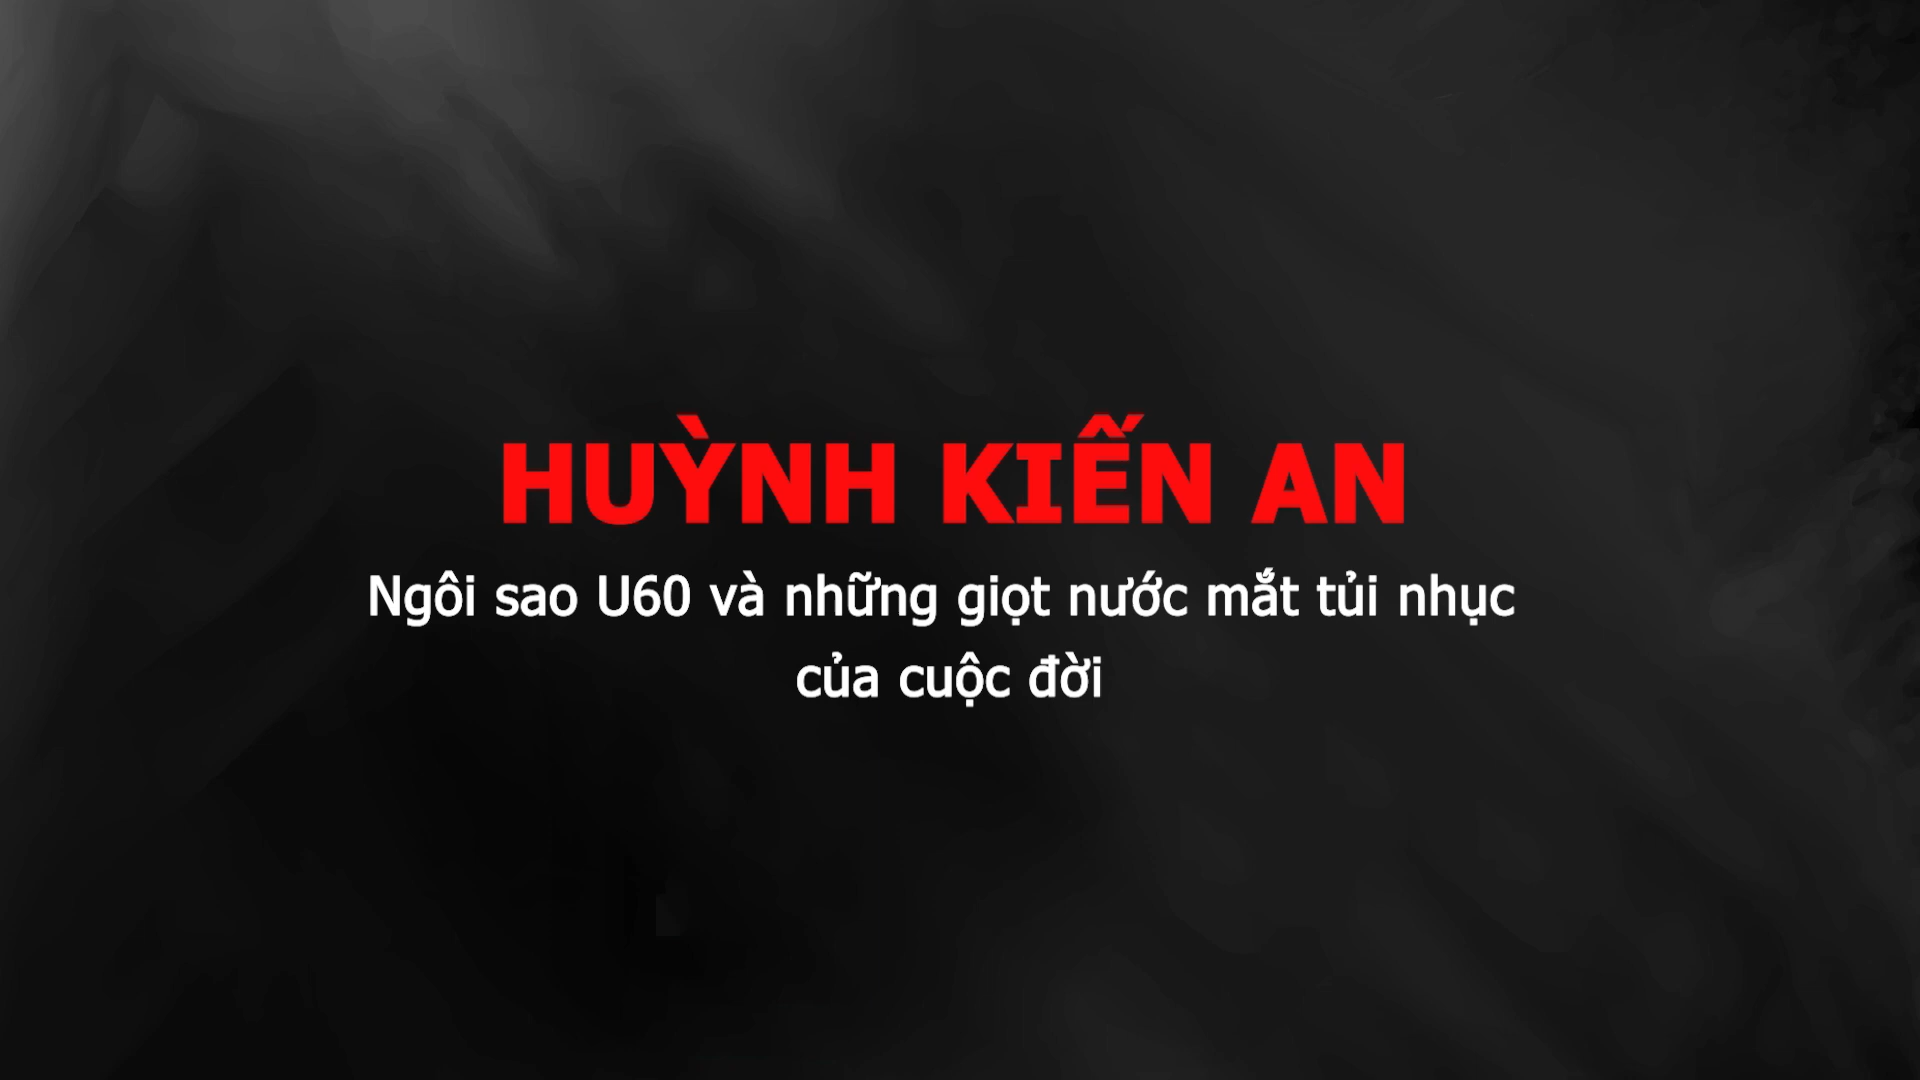 HUỲNH KIẾN AN
Ngôi sao U60 và những giọt nước mắt tủi nhục
của cuộc đời